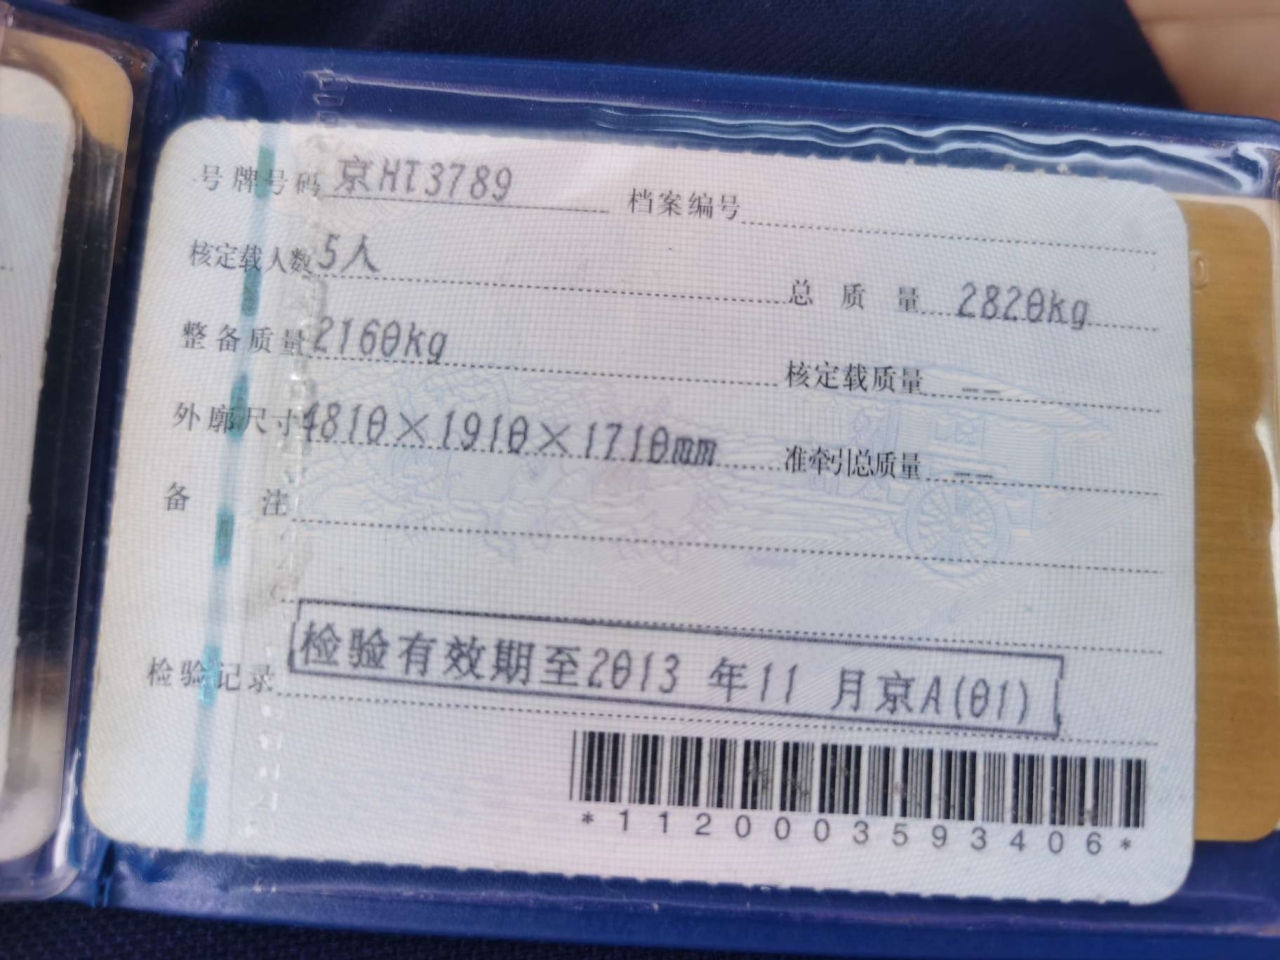 号牌号码 京HT3789 档案编号
核定载人数 5人 总质量 2820kg
整备质量 2160kg 核定载质量 --
外廓尺寸 4810×1910×1710mm 准牵引总质量 --
备注
检验记录 检验有效期至2013 年11 月京A(01)
*1120003593406*